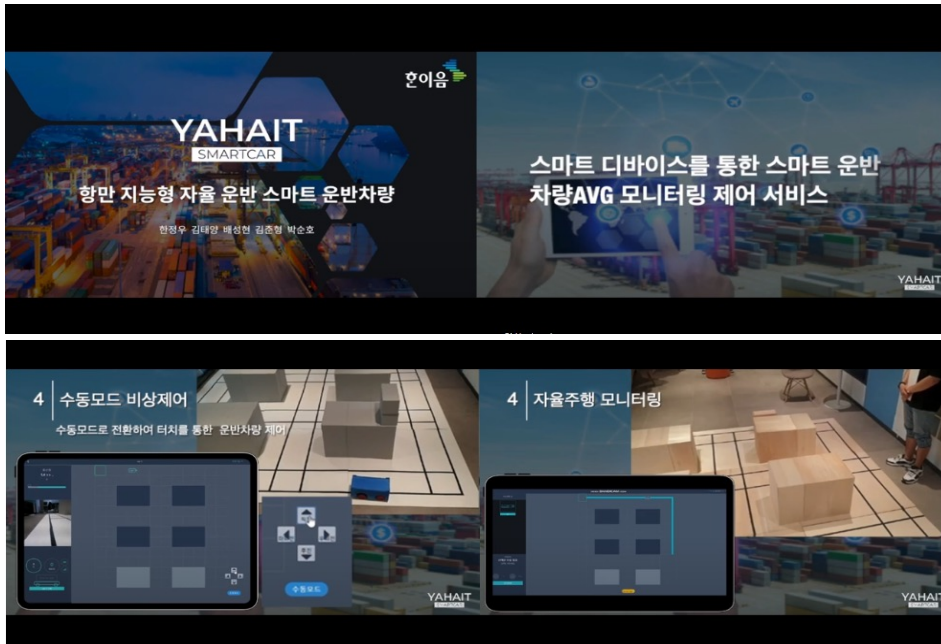 한이음
YAHAIT
SMARTCAR
항만 지능형 자율 운반 스마트 운반차량
한정우 김태양 배성현 김준형 박순호
스마트 디바이스를 통한 스마트 운반
차량AVG 모니터링 제어 서비스
YAHAIT
SMARTCAR
4 수동모드 비상제어
수동모드로 전환하여 터치를 통한 운반차량 제어
수동모드
YAHAIT
SMARTCAR
4 자율주행 모니터링
YAHAIT
SMARTCAR